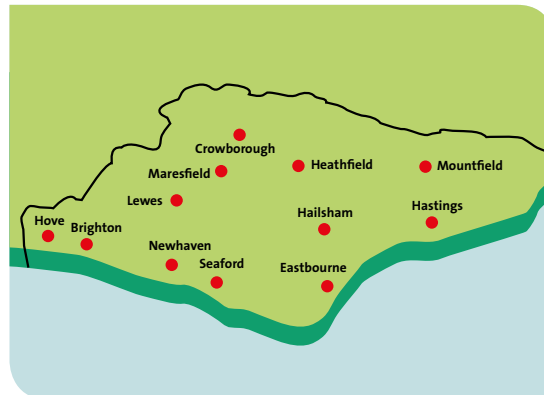 Crowborough
Maresfield
Heathfield
Mountfield
Lewes
Hove
Brighton
Hailsham
Hastings
Newhaven
Seaford
Eastbourne